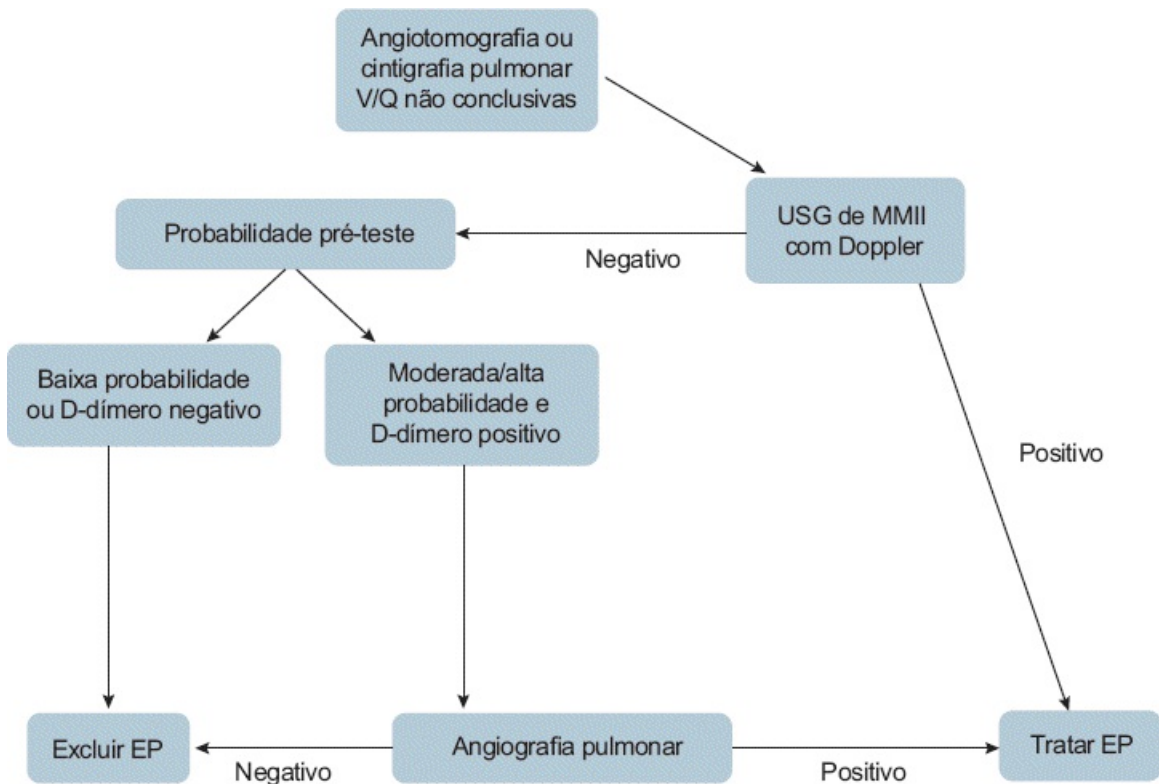 Angiotomografia ou
cintigrafia pulmonar
V/Q não conclusivas
USG de MMII
com Doppler
Negativo
Probabilidade pré-teste
Baixa probabilidade
ou D-dímero negativo
Moderada/alta
probabilidade e
D-dímero positivo
Positivo
Excluir EP
Negativo
Angiografia pulmonar
Positivo
Tratar EP